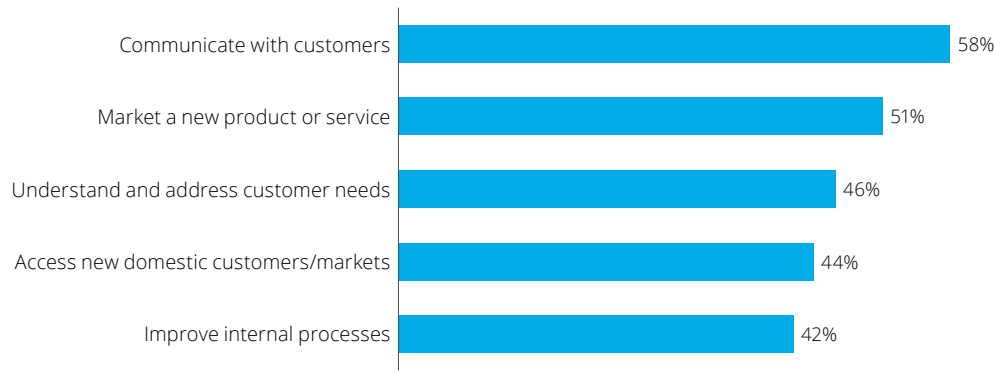 Communicate with customers 58%
Market a new product or service 51%
Understand and address customer needs 46%
Access new domestic customers/markets 44%
Improve internal processes 42%